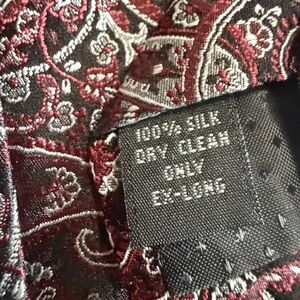 100% SILK
DRY CLEAN
ONLY
EX-LONG